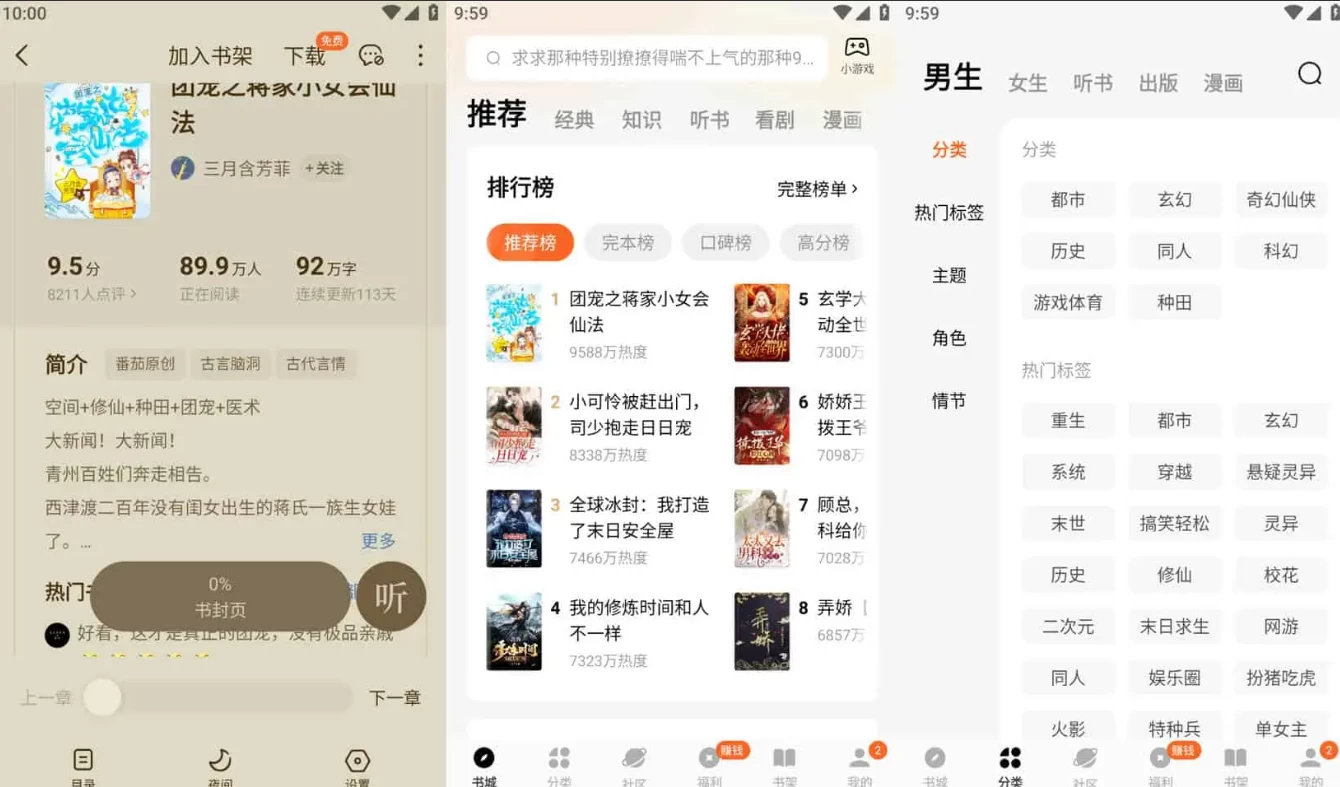 10:00
加入书架
下载
免费
团宠之蒋家小女会仙
法
三月含芳菲
+关注
9.5分
8211人点评
89.9万人
正在阅读
92万字
连续更新113天
简介
番茄原创
古言脑洞
古代言情
空间+修仙+种田+团宠+医术
大新闻！大新闻！
青州百姓们奔走相告。
西津渡二百年没有闺女出生的蒋氏一族生女娃
了。...
更多
热门
0%
书封页
听
好看，这才是真正的团宠，没有极品亲戚
上一章
下一章
目录
夜间
设置
9:59
求求那种特别撩撩得喘不上气的那种9...
小游戏
推荐
经典
知识
听书
看剧
漫画
排行榜
完整榜单
推荐榜
完本榜
口碑榜
高分榜
1
团宠之蒋家小女会
仙法
9588万热度
2
小可怜被赶出门，
司少抱走日日宠
8338万热度
3
全球冰封：我打造
了末日安全屋
7466万热度
4
我的修炼时间和人
不一样
7323万热度
5
玄学大
动全世
7300万
6
娇娇王
拨王爷
7098万
7
顾总，
科给你
7028万
8
弄娇
6857万
书城
分类
社区
福利
赚钱
书架
我的
2
9:59
男生
女生
听书
出版
漫画
分类
热门标签
主题
角色
情节
分类
都市
玄幻
奇幻仙侠
历史
同人
科幻
游戏体育
种田
热门标签
重生
都市
玄幻
系统
穿越
悬疑灵异
末世
搞笑轻松
灵异
历史
修仙
校花
二次元
末日求生
网游
同人
娱乐圈
扮猪吃虎
火影
特种兵
单女主
书城
分类
社区
福利
赚钱
书架
我的
2